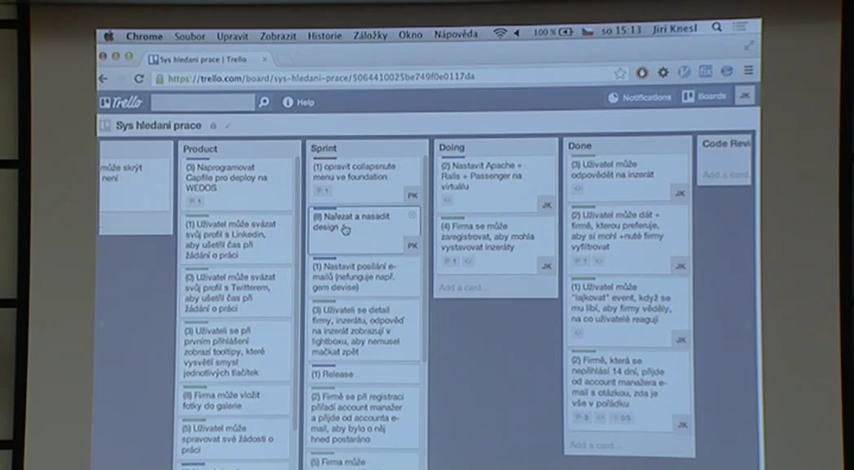 Chrome Soubor Upravit Zobrazit Historie Záložky Okno Nápověda 100 % so 15:13 Jiri Knesl
Sys hledani prace | Trello
https://trello.com/board/sys-hledani-prace/5064410025be749f0e0117da
Trello Help Notifications Boards JK
Sys hledani prace
může skrýt
není
Product
(3) Naprogramovat
Capfile pro deploy na
WEDOS
1
(1) Uživatel může svázat
svůj profil s Linkedin,
aby ušetřil čas při
žádání o práci
Uživatel může svázat
svůj profil s Twitterem,
aby ušetřil čas při
žádání o práci
(3) Uživateli se při
prvním přihlášení
zobrazí tooltipy, které
vysvětlí smysl
jednotlivých tlačítek
Firma může vložit
fotky do galerie
(5) Uživatel může
spravovat své žádosti o
práci
Sprint
(1) opravit collapsnute
menu ve foundation
1
PK
(8) Nařezat a nasadit
design
PK
(1) Nastavit posílání e-
mailů (nefunguje např.
gem devise)
(3) Uživateli se detail
firmy, inzerátu, odpověď
na inzerát zobrazují v
lightboxu, aby nemusel
mačkat zpět
(1) Release
(2) Firmě se při registraci
přiřadí account manažer
a přijde od accounta e-
mail, aby bylo o něj
hned postaráno
(5) Firma může
Doing
(2) Nastavit Apache +
Rails + Passenger na
virtuálu
JK
(4) Firma se může
zaregistrovat, aby mohla
vystavovat inzeráty
1
JK
Add a card...
Done
(3) Uživatel může
odpovědět na inzerát
JK
(2) Uživatel může dát +
firmě, kterou preferuje,
aby si mohl +nuté firmy
vyfiltrovat
1
JK
(1) Uživatel může
"lajkovat" event, když se
mu líbí, aby firmy věděly,
na co uživatelé reagují
JK
(2) Firmě, která se
nepřihlásí 14 dní, přijde
od account manažera e-
mail s otázkou, zda je
vše v pořádku
3
JK
Add a card...
Code Revi
Add a card